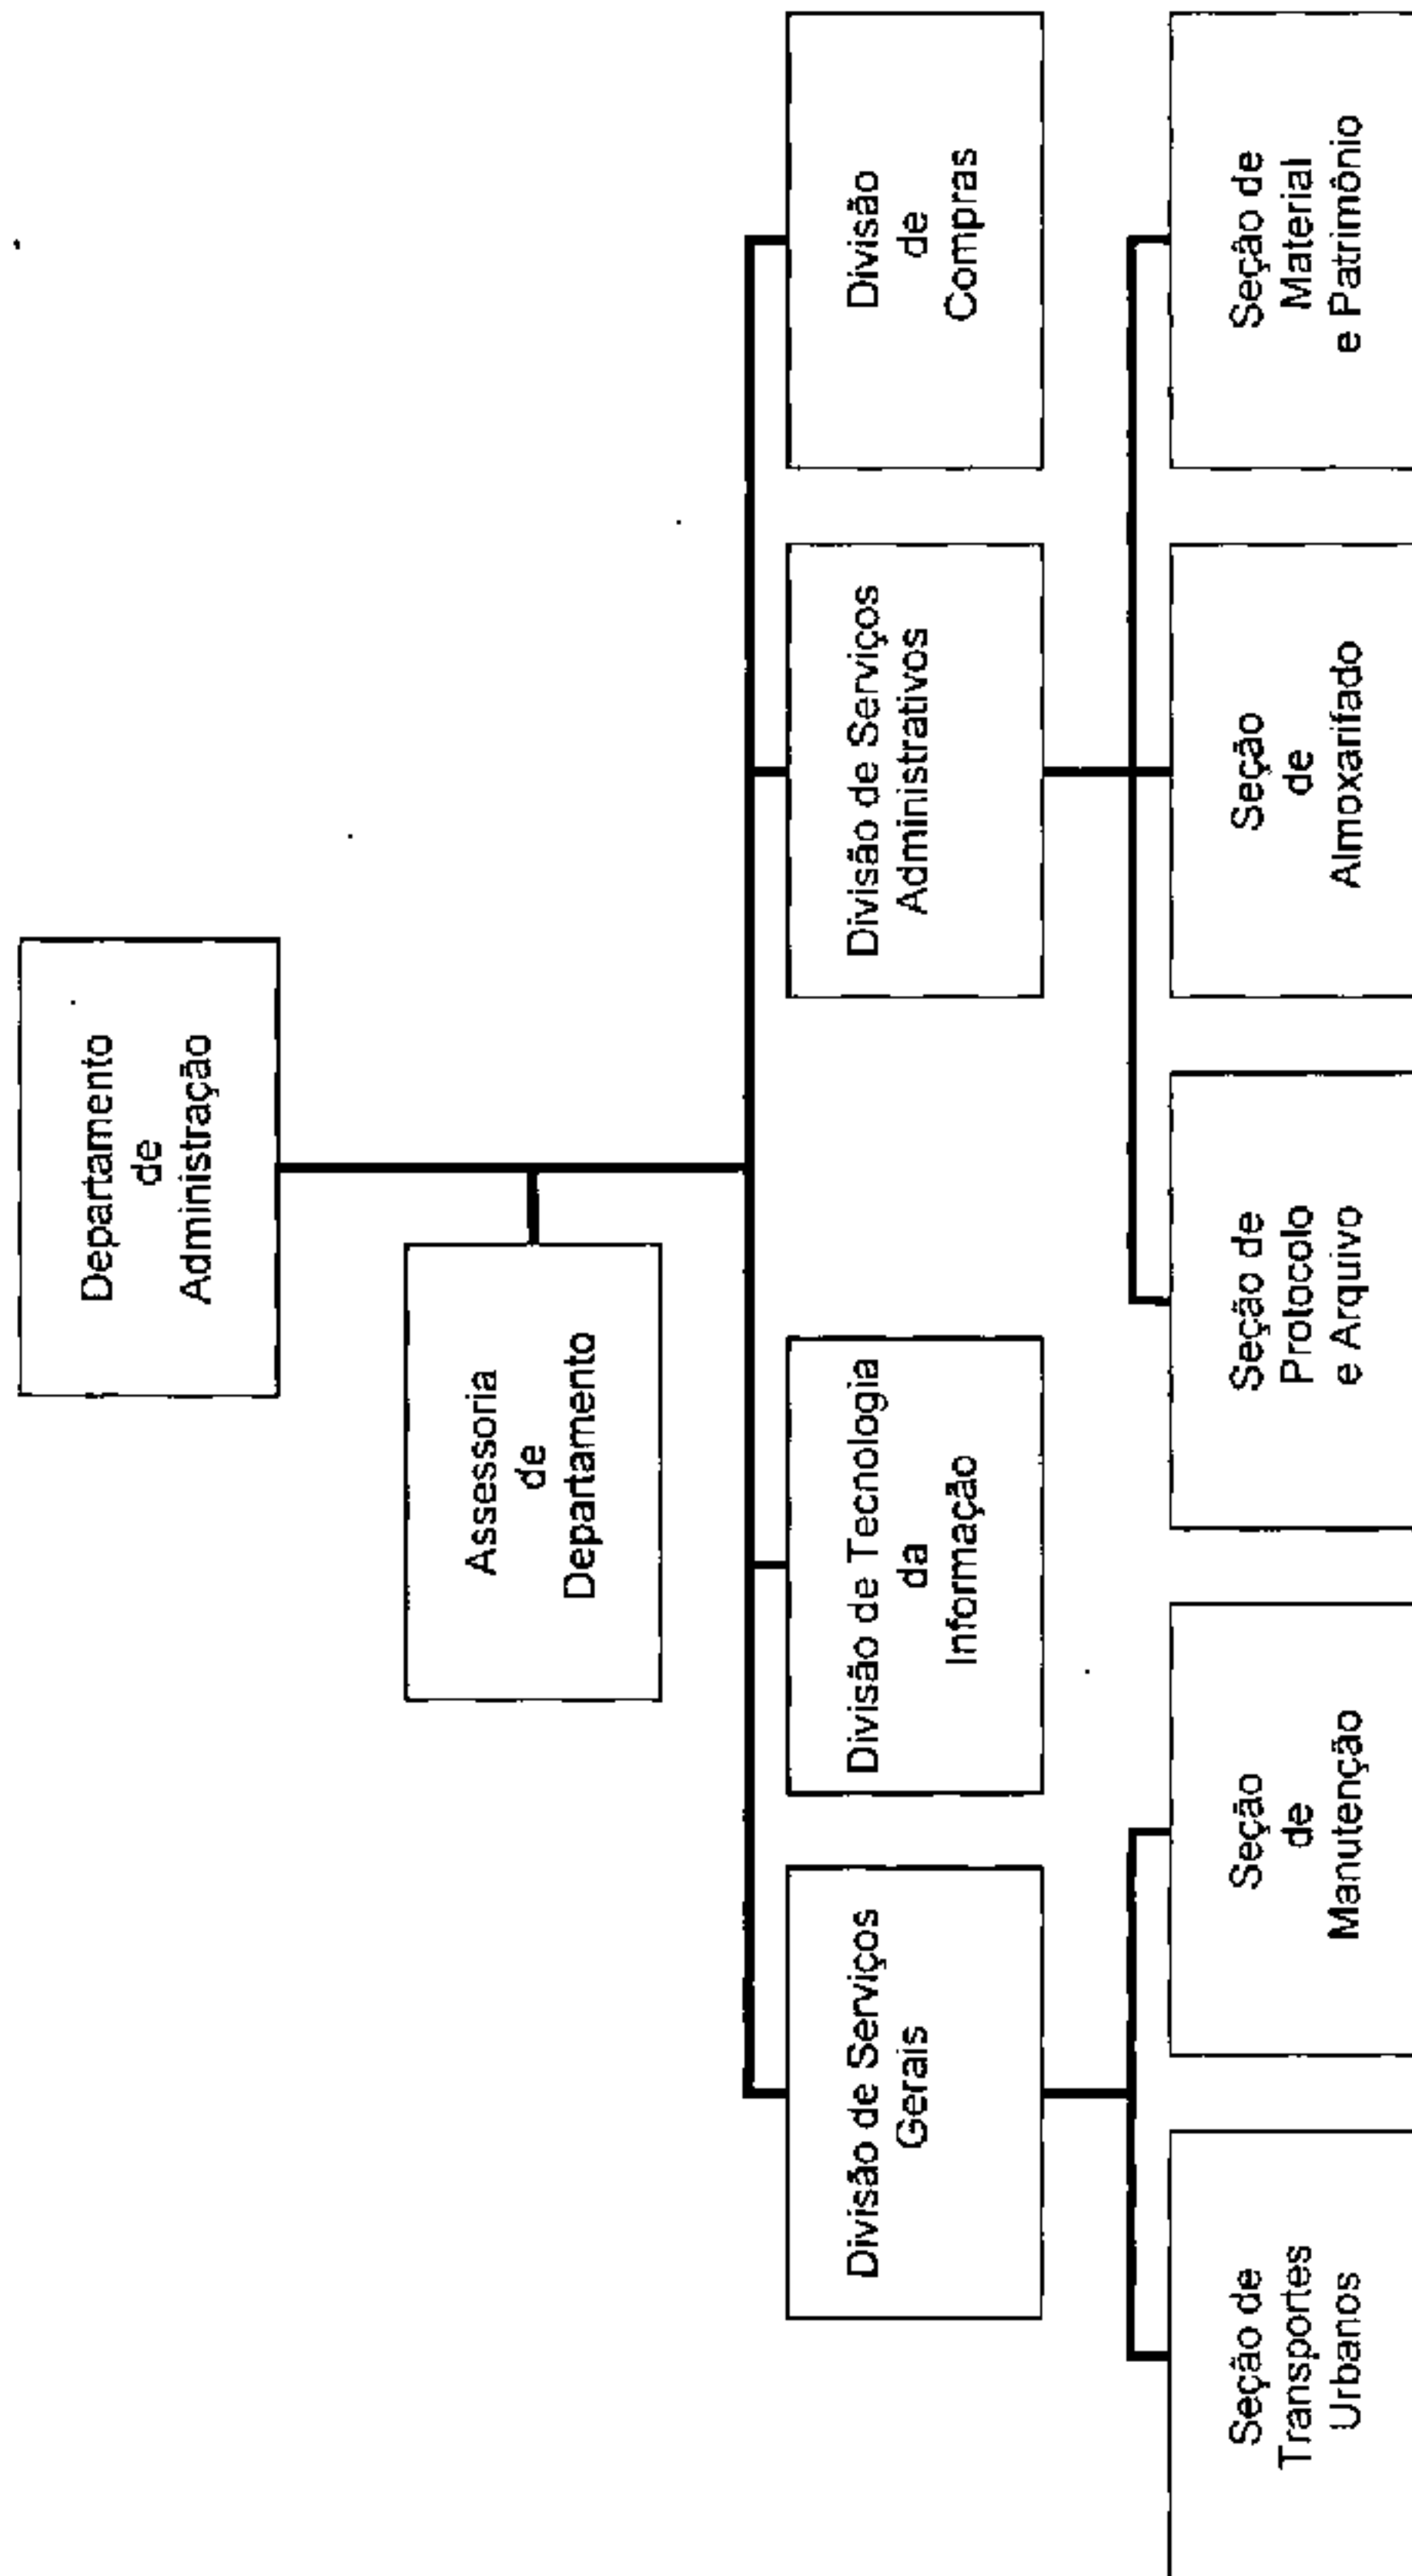 Departamento
de
Administração
Assessoria
de
Departamento
Divisão de Serviços
Gerais
Divisão de Tecnologia
da
Informação
Divisão de Serviços
Administrativos
Divisão
de
Compras
Seção de
Transportes
Urbanos
Seção
de
Manutenção
Seção de
Protocolo
e Arquivo
Seção
de
Almoxarifado
Seção de
Material
e Patrimônio